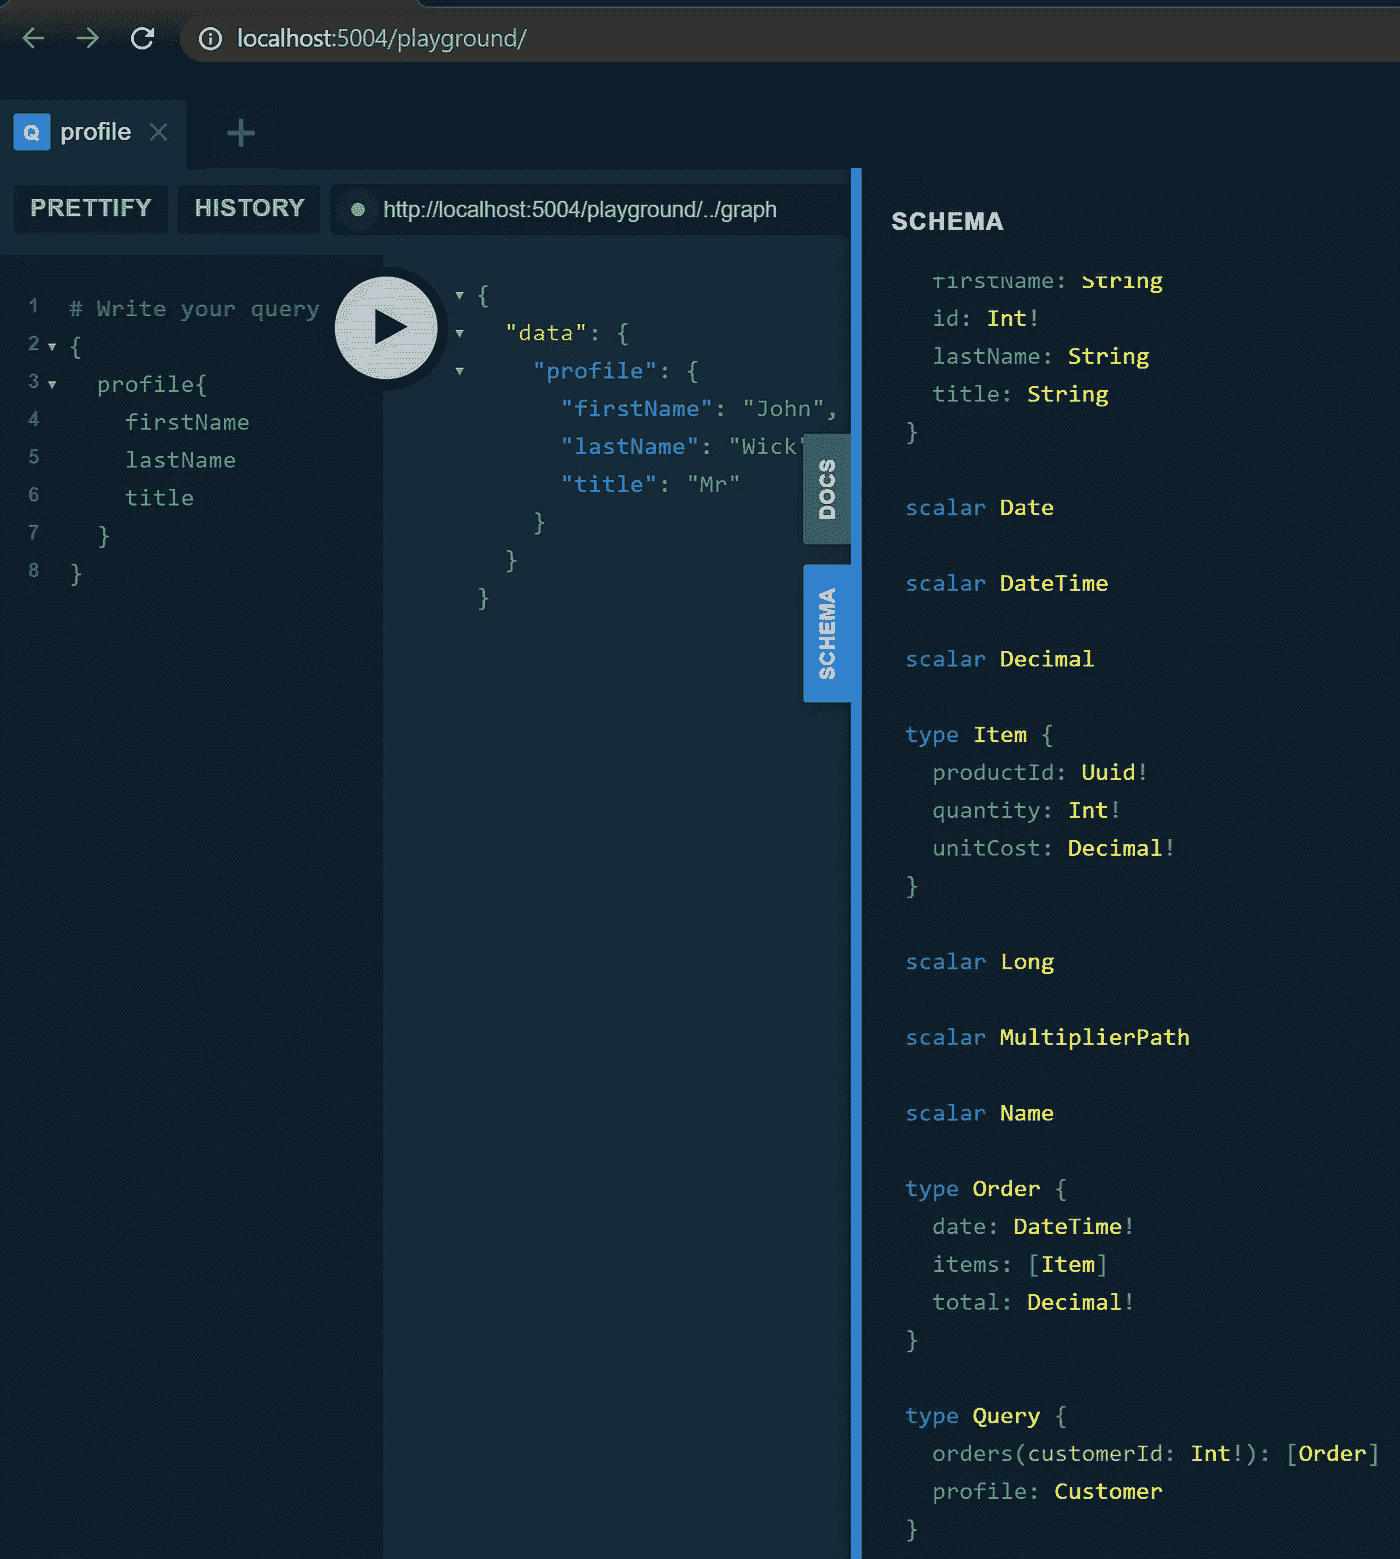 localhost:5004/playground/
Q profile
PRETTIFY HISTORY http://localhost:5004/playground/../graph
1 # Write your query
2 {
3 profile{
4 firstName
5 lastName
6 title
7 }
8 }
{
"data": {
"profile": {
"firstName": "John",
"lastName": "Wick"
"title": "Mr"
}
}
}
DOCS
SCHEMA
SCHEMA
firstName: String
id: Int!
lastName: String
title: String
}
scalar Date
scalar DateTime
scalar Decimal
type Item {
productId: Uuid!
quantity: Int!
unitCost: Decimal!
}
scalar Long
scalar MultiplierPath
scalar Name
type Order {
date: DateTime!
items: [Item]
total: Decimal!
}
type Query {
orders(customerId: Int!): [Order]
profile: Customer
}